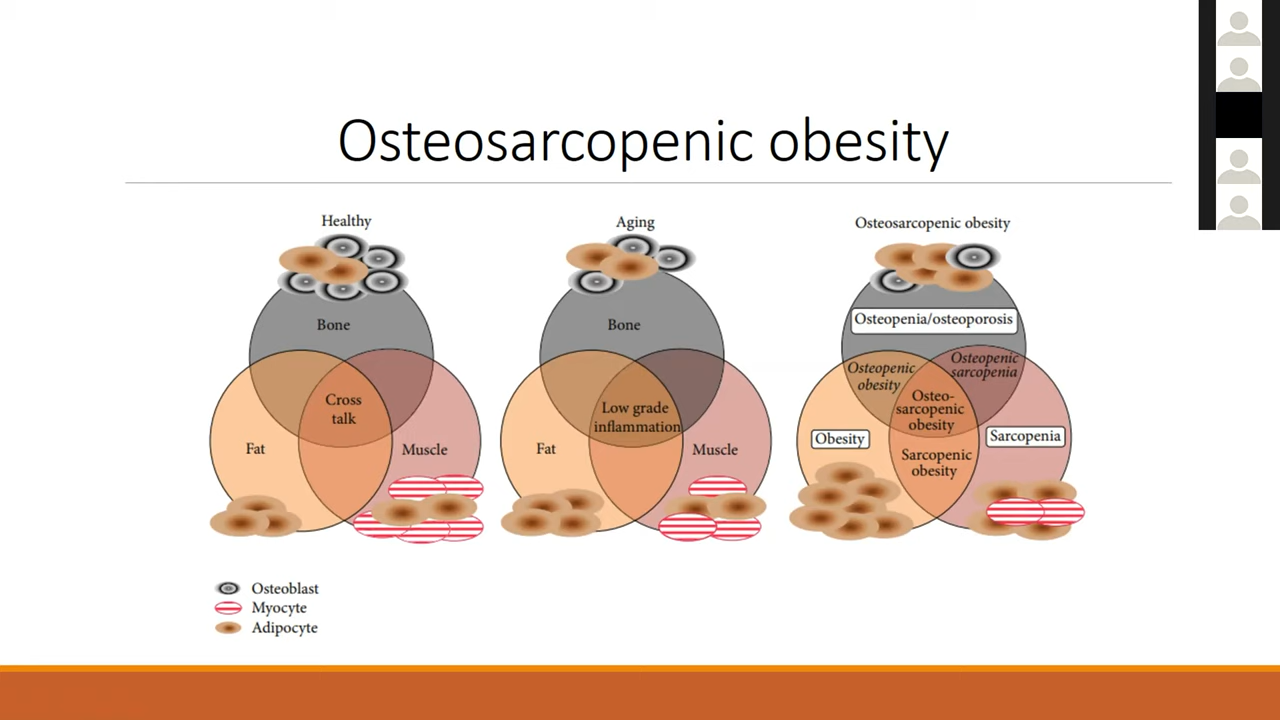 Osteosarcopenic obesity
Healthy
Bone
Cross
talk
Fat
Muscle
Aging
Bone
Low grade
inflammation
Fat
Muscle
Osteosarcopenic obesity
Osteopenia/osteoporosis
Osteopenic
obesity
Osteopenic
sarcopenia
Osteo-
sarcopenic
obesity
Obesity
Sarcopenia
Sarcopenic
obesity
Osteoblast
Myocyte
Adipocyte